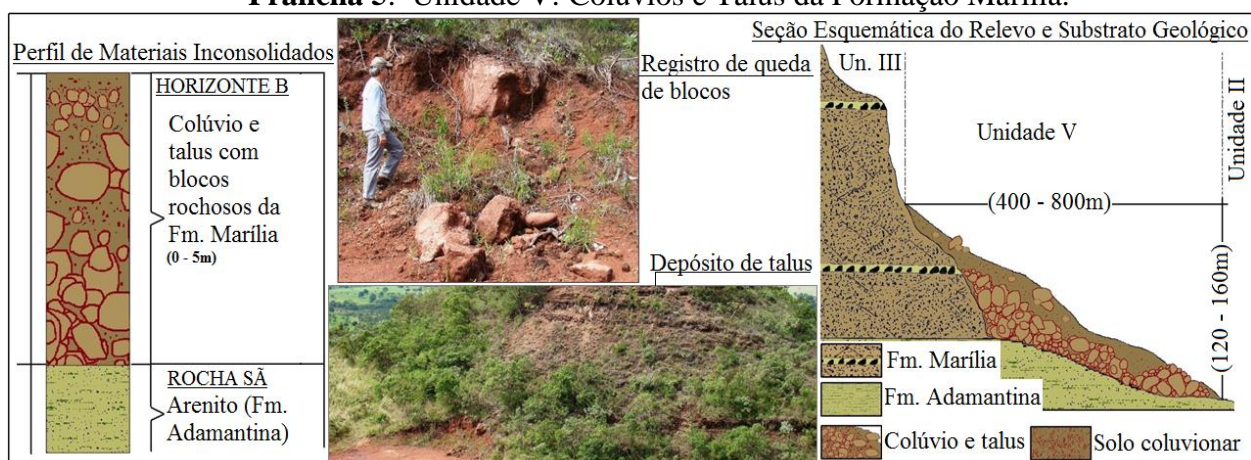 Prancha 5: Unidade V: Colúvios e Tálus da Formação Marília.
Perfil de Materiais Inconsolidados
HORIZONTE B
Colúvio e
talus com
blocos
rochosos da
Fm. Marília
(0 - 5m)
ROCHA SÃ
Arenito (Fm.
Adamantina)
Registro de queda
de blocos
Depósito de talus
Seção Esquemática do Relevo e Substrato Geológico
Un. III
Unidade V
Unidade II
(400 - 800m)
(120 - 160m)
Fm. Marília
Fm. Adamantina
Colúvio e talus
Solo coluvionar